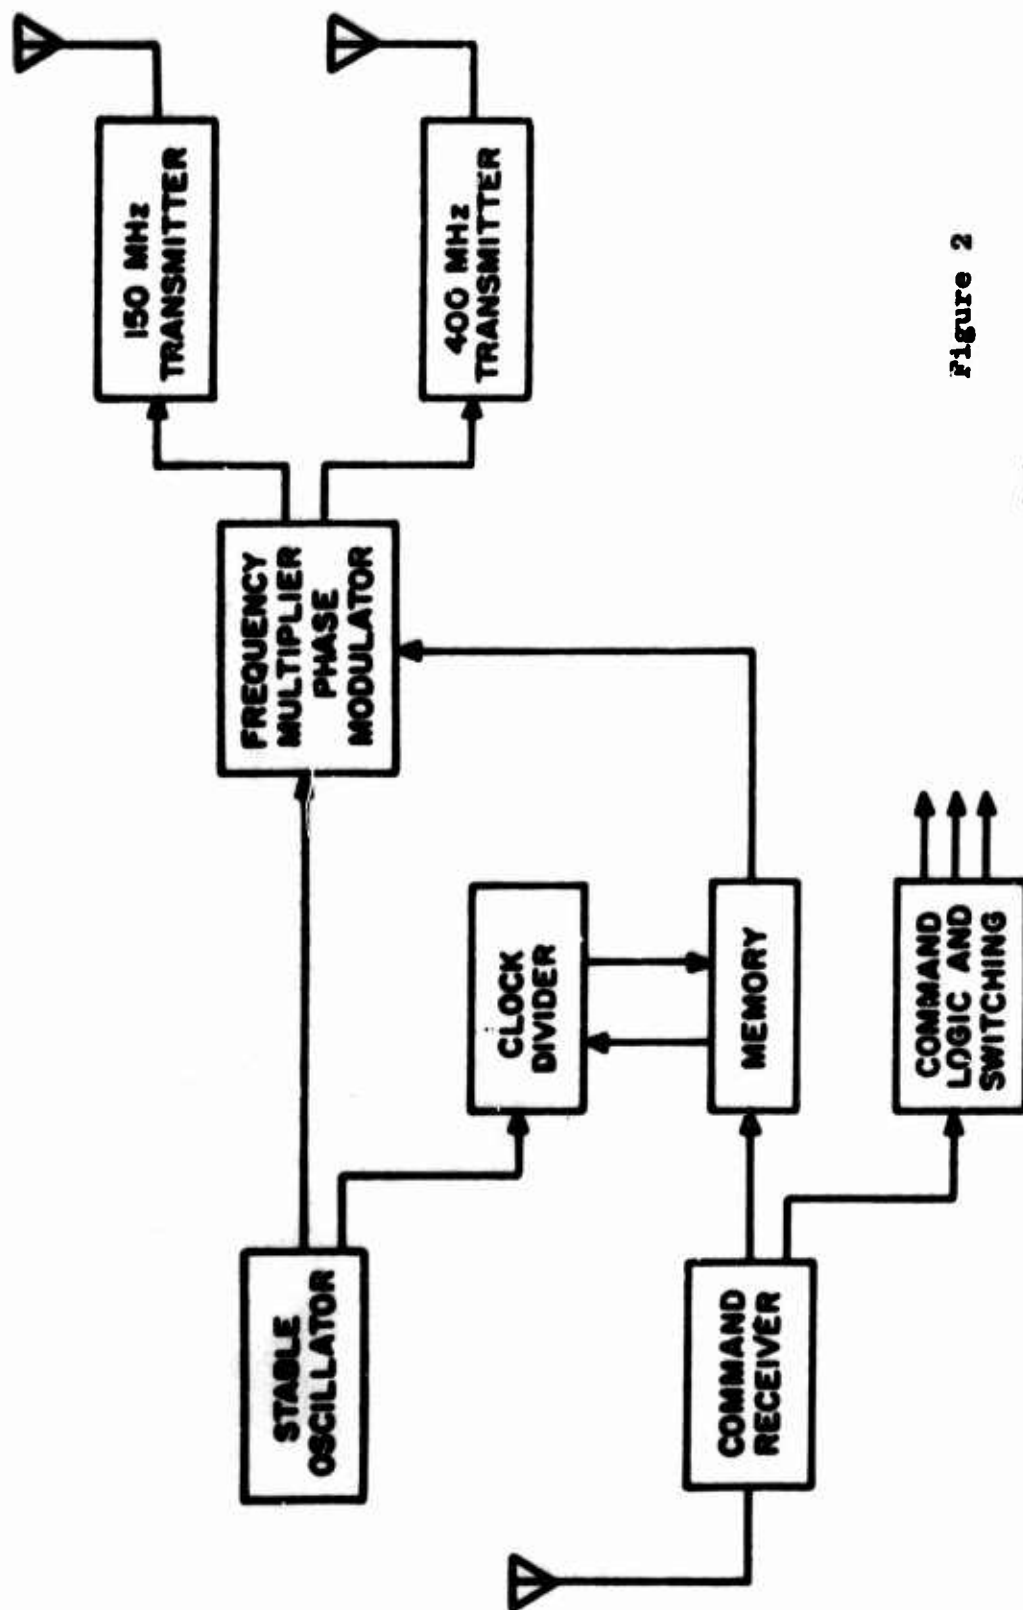 150 MHz
TRANSMITTER
400 MHz
TRANSMITTER
FREQUENCY
MULTIPLIER
PHASE
MODULATOR
STABLE
OSCILLATOR
CLOCK
DIVIDER
MEMORY
COMMAND
RECEIVER
COMMAND
LOGIC AND
SWITCHING
Figure 2